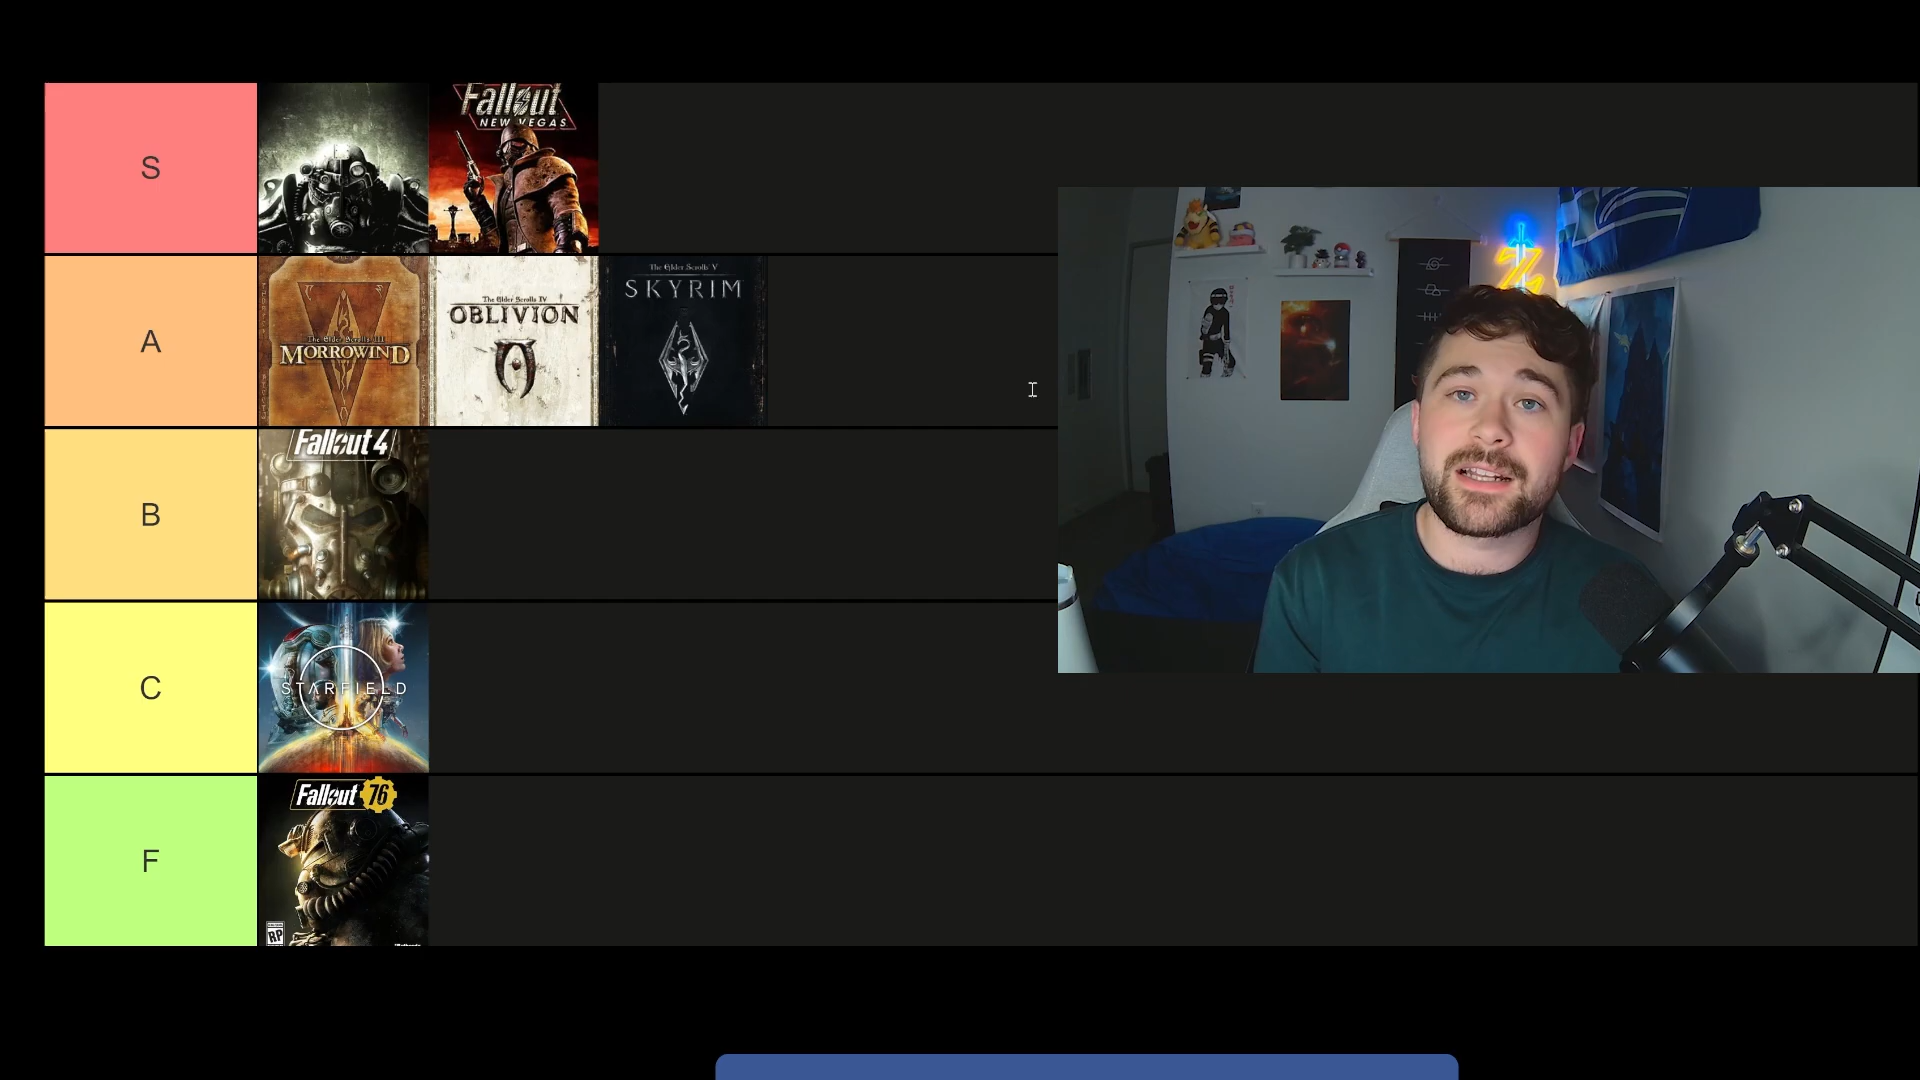 S
Fallout
NEW VEGAS
A
The Elder Scrolls III
MORROWIND
The Elder Scrolls IV
OBLIVION
The Elder Scrolls V
SKYRIM
B
Fallout 4
C
STARFIELD
F
Fallout 76
RP